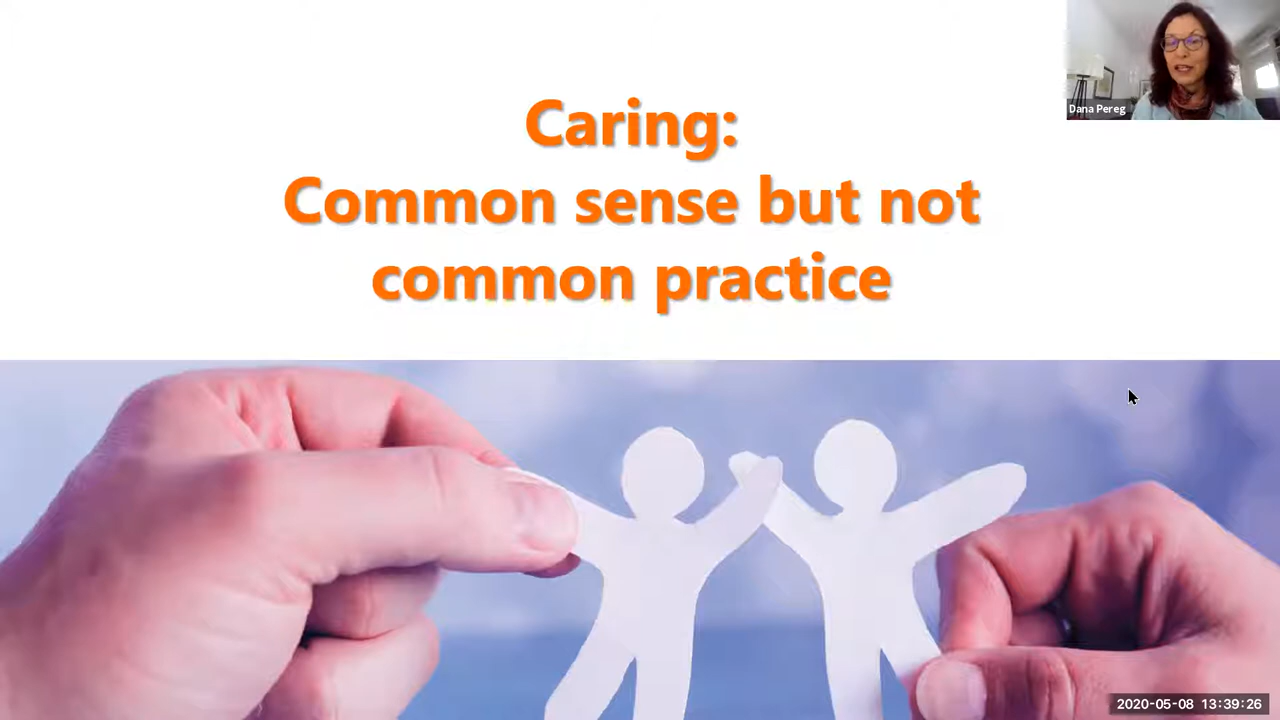 Caring:
Common sense but not
common practice
Dana Pereg
2020-05-08 13:39:26